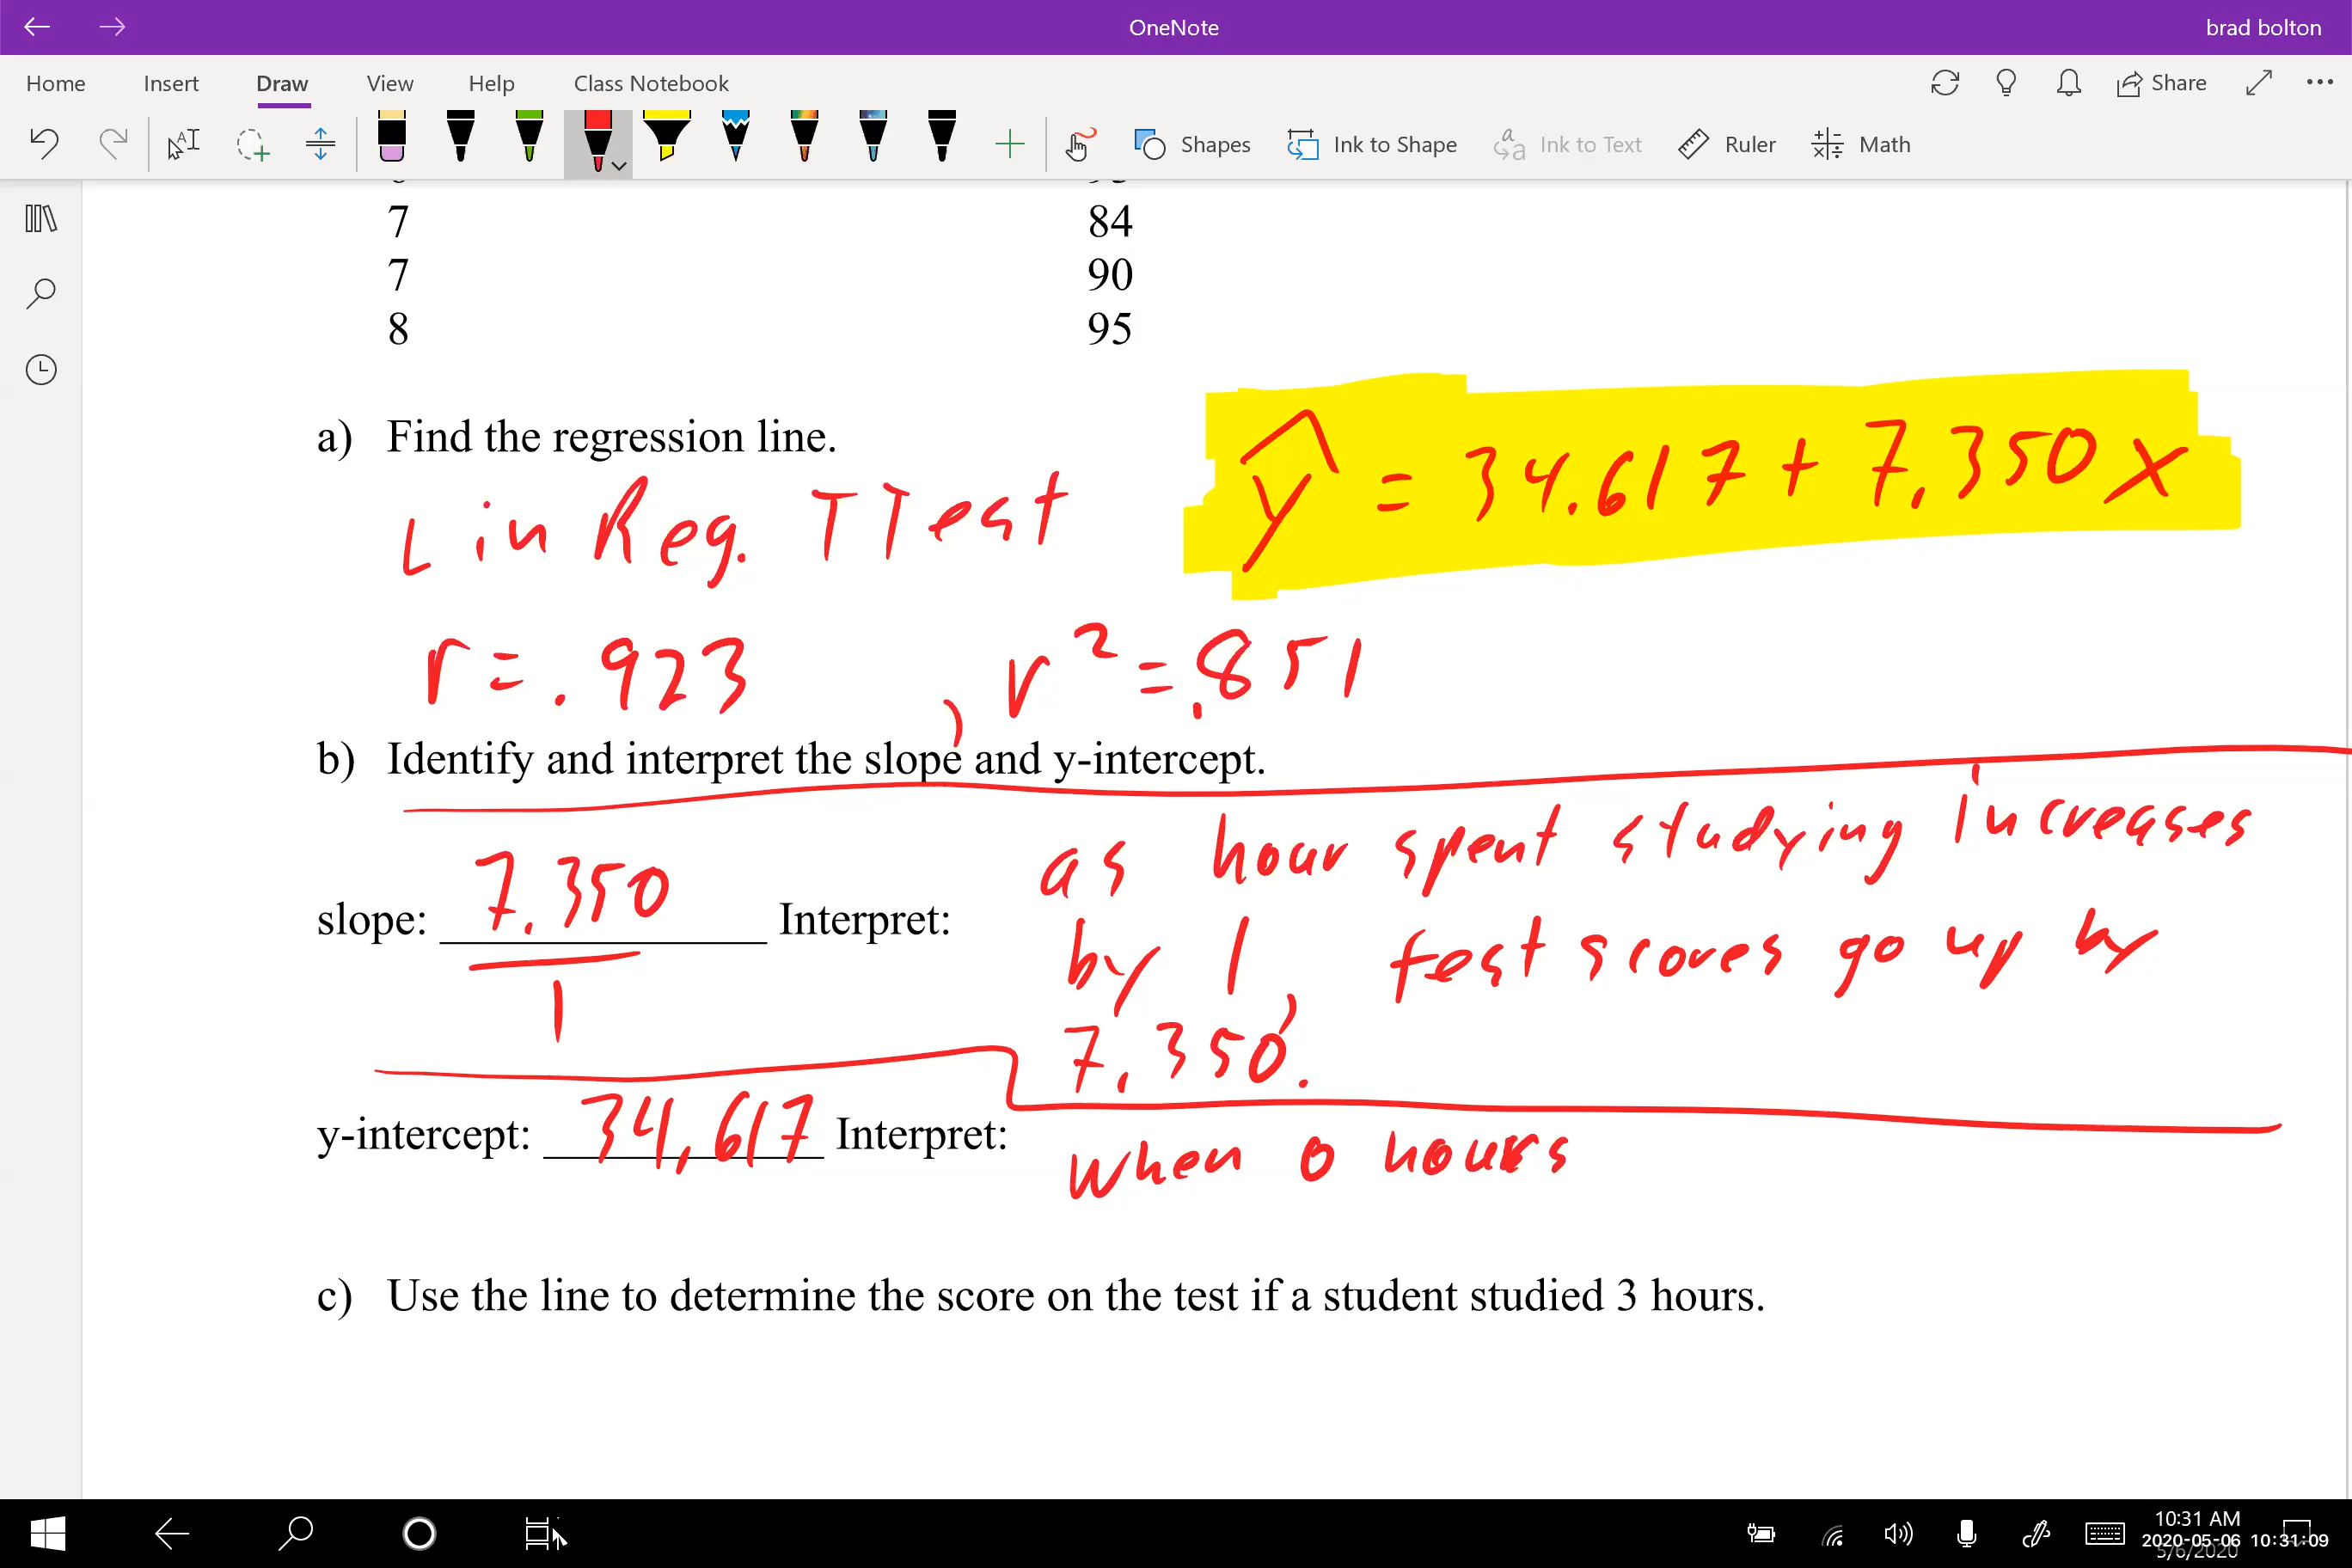 OneNote
brad bolton
Home Insert Draw View Help Class Notebook Share
Shapes Ink to Shape Ink to Text Ruler Math
7 84
7 90
8 95
a) Find the regression line.
ŷ = 34.617 + 7.350x
Lin Reg. T Test
r = .923, r² = .851
b) Identify and interpret the slope and y-intercept.
slope: 7.350 Interpret: as hour spent studying increases
1 by 1, test scores go up by
7.350.
y-intercept: 34.617 Interpret: when 0 hours
c) Use the line to determine the score on the test if a student studied 3 hours.
10:31 AM
2020-05-06 10:31:09
5/6/2020